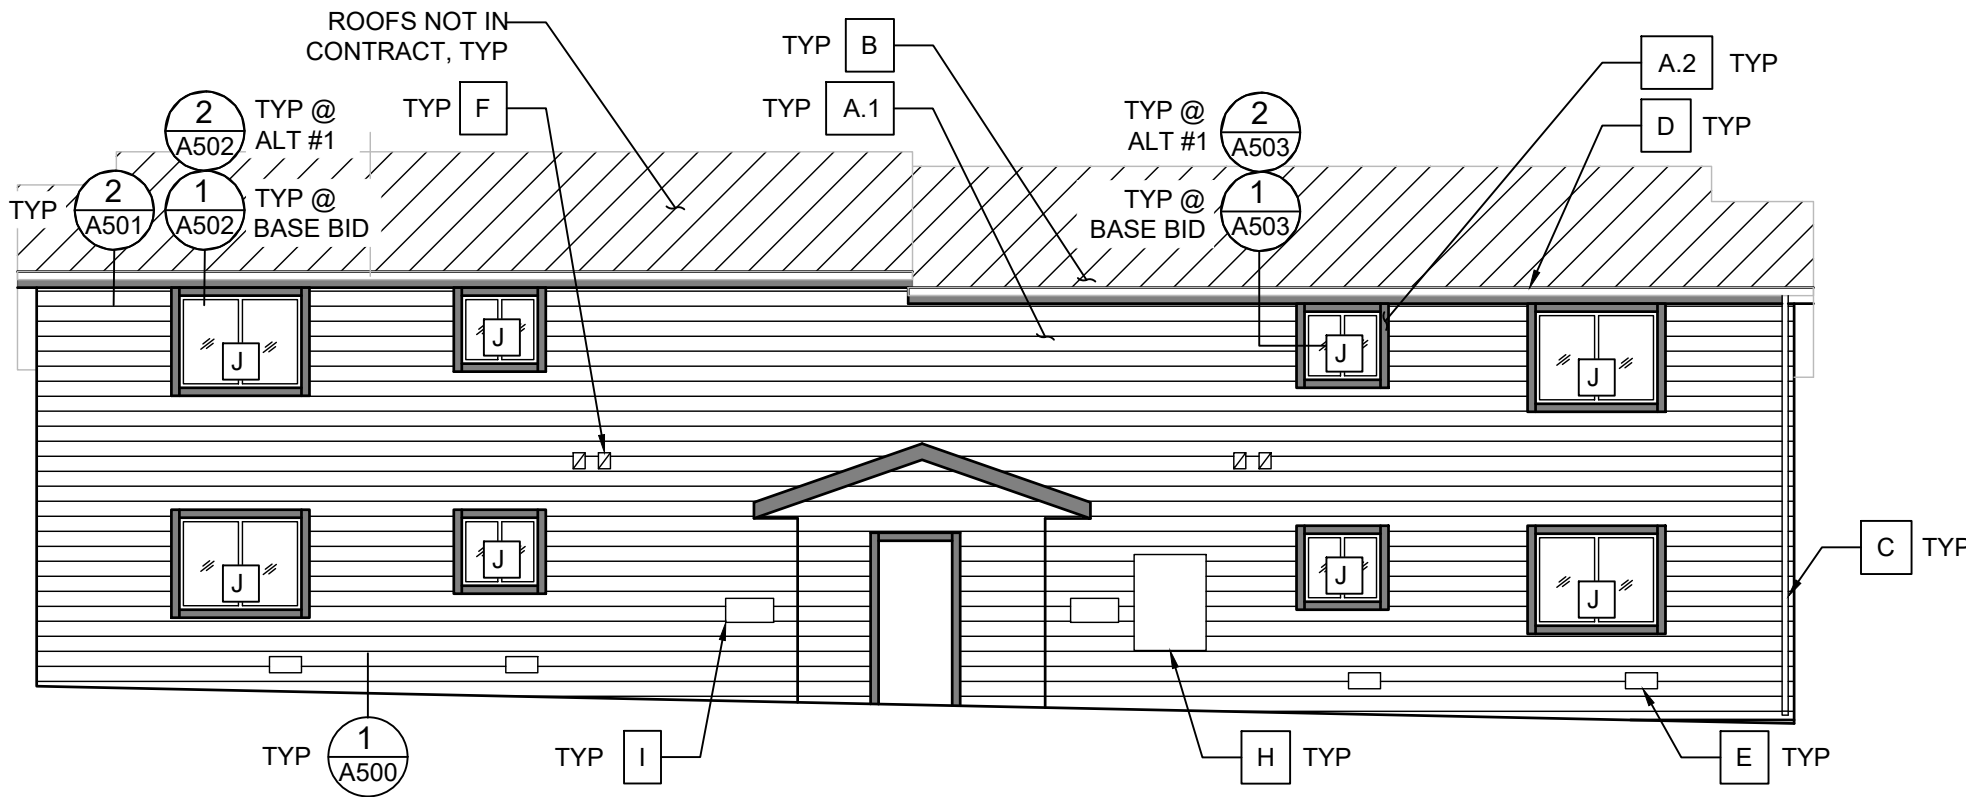 ROOFS NOT IN
CONTRACT, TYP
TYP B
A.2 TYP
TYP F
TYP A.1
D TYP
2
A502
TYP @
ALT #1
TYP @
ALT #1
2
A503
TYP
2
A501
1
A502
TYP @
BASE BID
TYP @
BASE BID
1
A503
J
J
J
J
J
J
J
J
C TYP
TYP
1
A500
TYP I
H TYP
E TYP